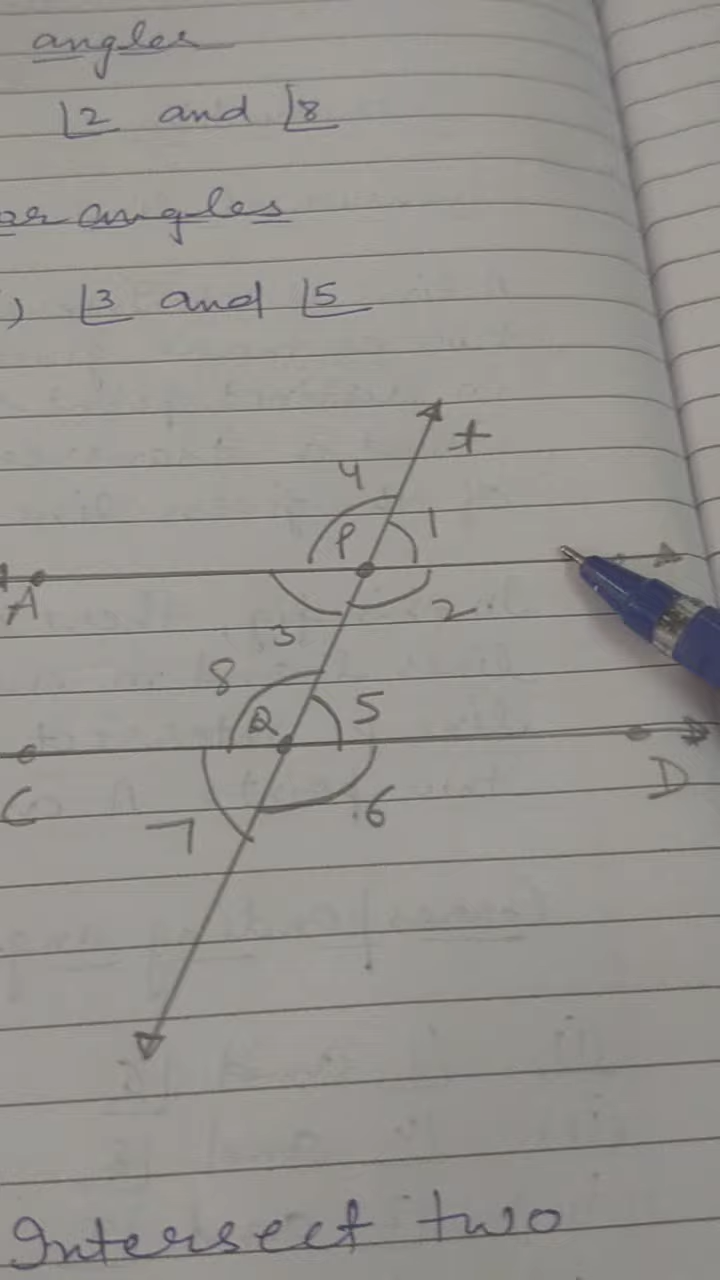 angles
∠2 and ∠8
angles
) ∠3 and ∠5
t
4
P 1
A
2
3
8
Q 5
C D
7 6
Intersect two